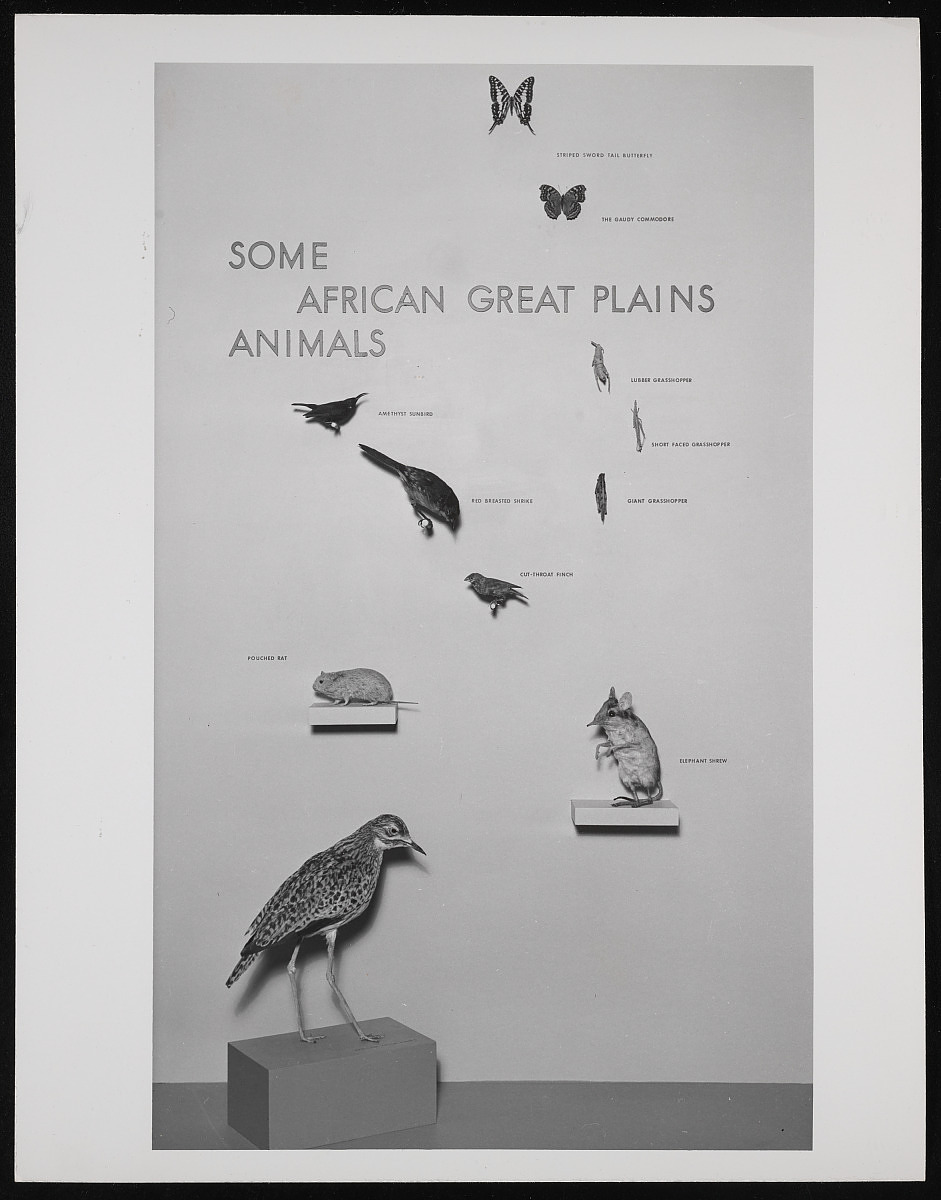 STRIPED SWORD TAIL BUTTERFLY
THE GAUDY COMMODORE
SOME
AFRICAN GREAT PLAINS
ANIMALS
LUBBER GRASSHOPPER
AMETHYST SUNBIRD
SHORT FACED GRASSHOPPER
RED BREASTED SHRIKE
GIANT GRASSHOPPER
CUT-THROAT FINCH
POUCHED RAT
ELEPHANT SHREW